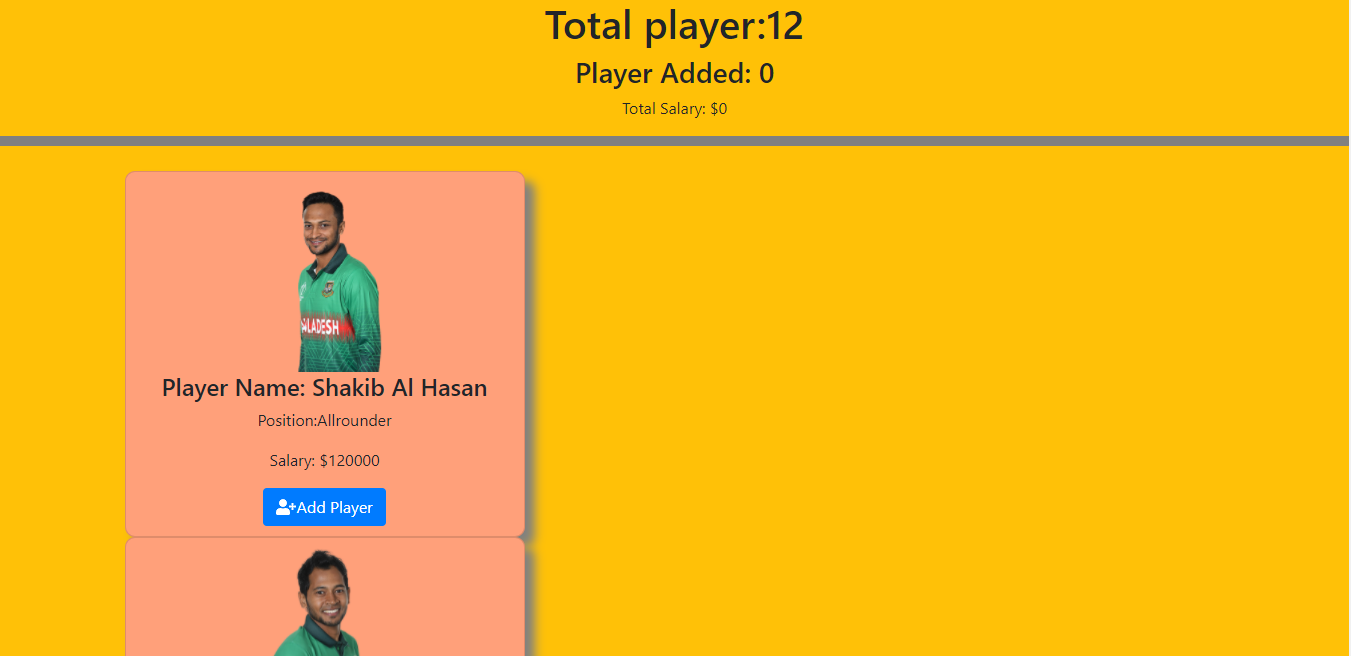 Total player:12
Player Added: 0
Total Salary: $0
ALADESH
Player Name: Shakib Al Hasan
Position:Allrounder
Salary: $120000
Add Player